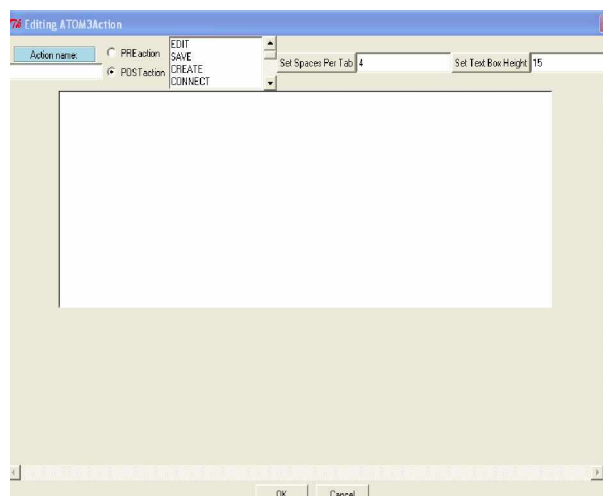 Editing ATOM3Action
Action name:
PREaction
POSTaction
EDIT
SAVE
CREATE
CONNECT
Set Spaces Per Tab 4
Set Text Box Height 15
OK Cancel